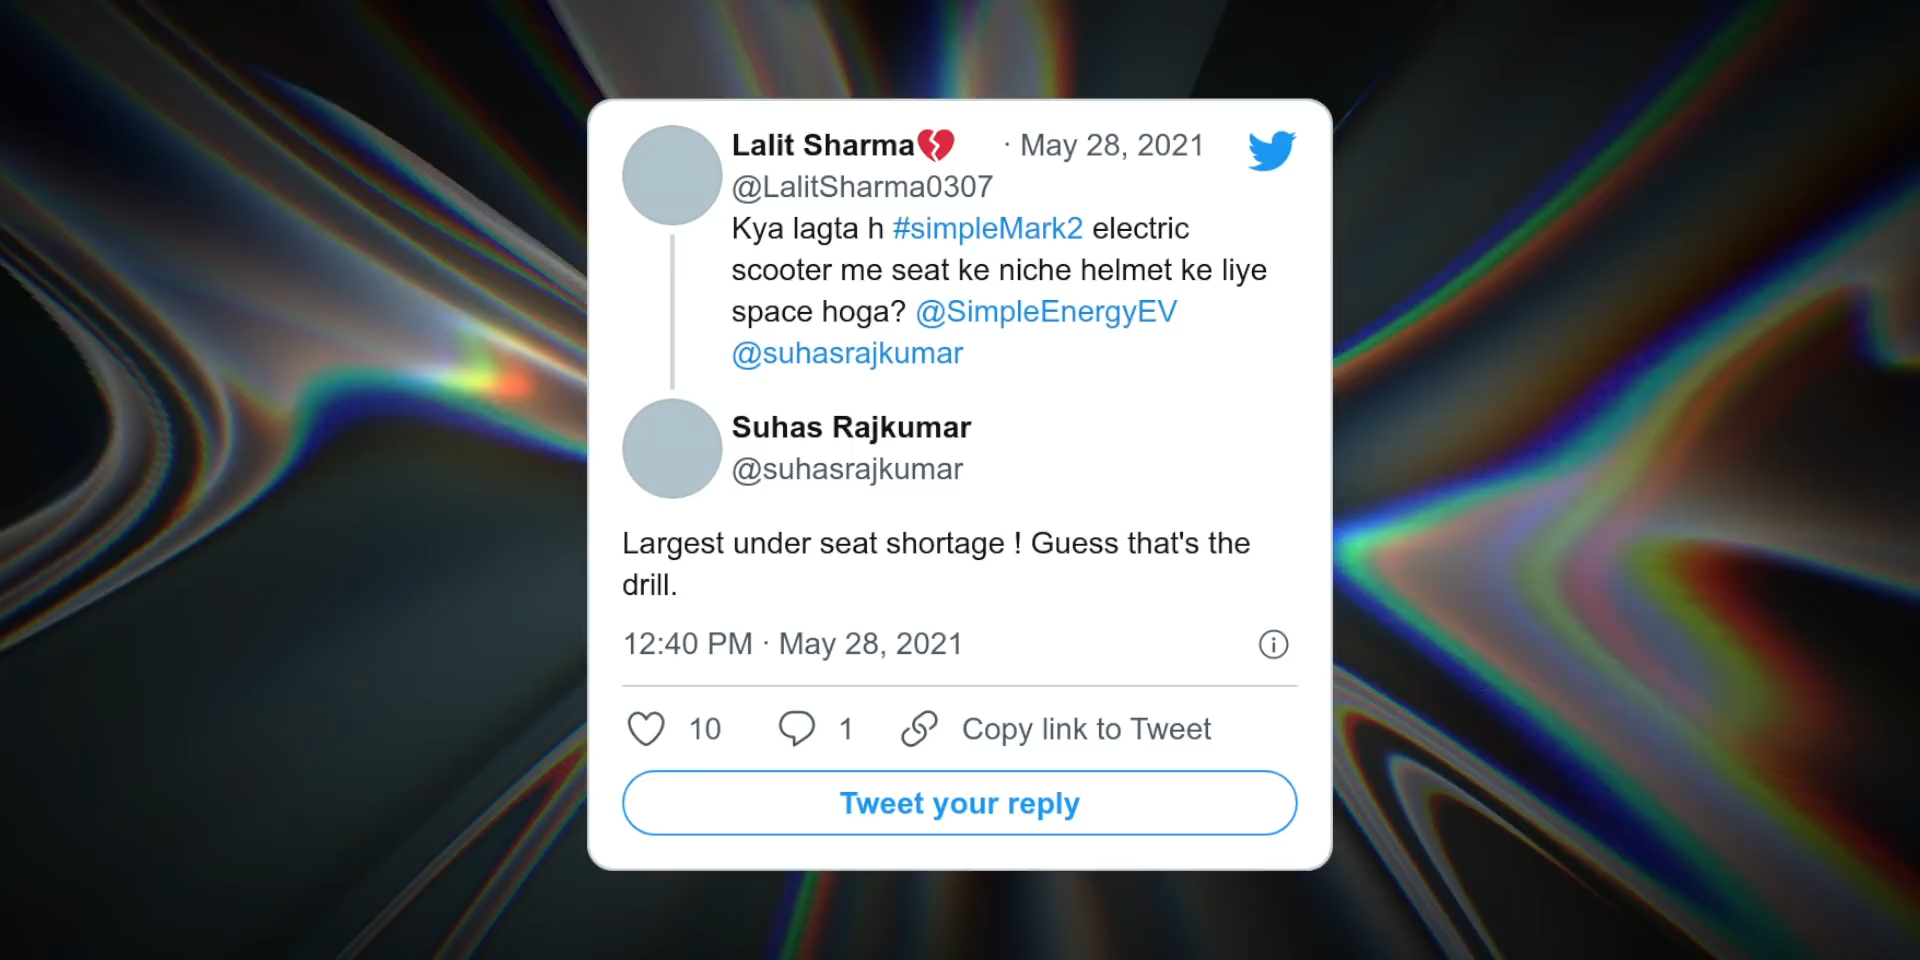 Lalit Sharma💔 · May 28, 2021
@LalitSharma0307
Kya lagta h #simpleMark2 electric
scooter me seat ke niche helmet ke liye
space hoga? @SimpleEnergyEV
@suhasrajkumar
Suhas Rajkumar
@suhasrajkumar
Largest under seat shortage ! Guess that's the
drill.
12:40 PM · May 28, 2021
10 1 Copy link to Tweet
Tweet your reply